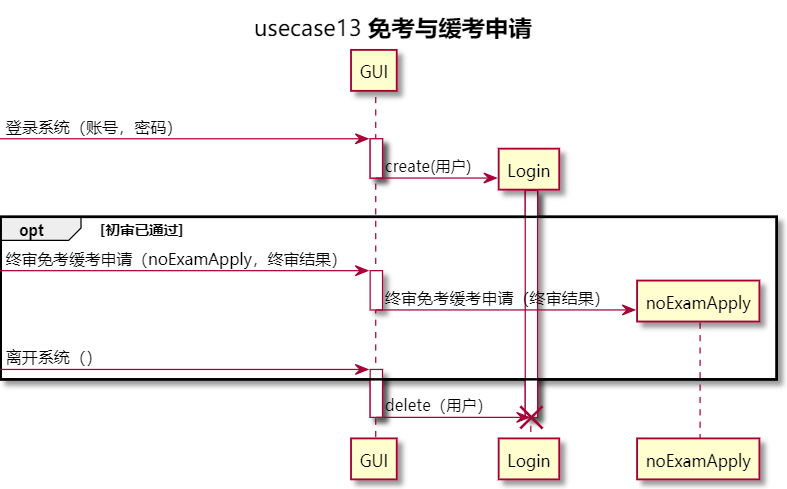 usecase13 免考与缓考申请
GUI
登录系统（账号，密码）
create(用户)
Login
opt [初审已通过]
终审免考缓考申请（noExamApply，终审结果）
终审免考缓考申请（终审结果）
noExamApply
离开系统（）
delete（用户）
GUI
Login
noExamApply